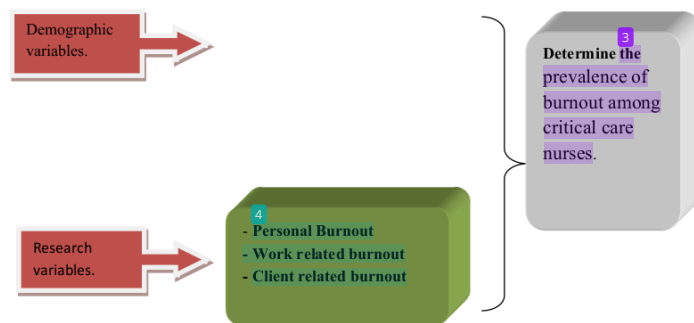 Demographic
variables.
3
Determine the
prevalence of
burnout among
critical care
nurses.
4
- Personal Burnout
- Work related burnout
- Client related burnout
Research
variables.